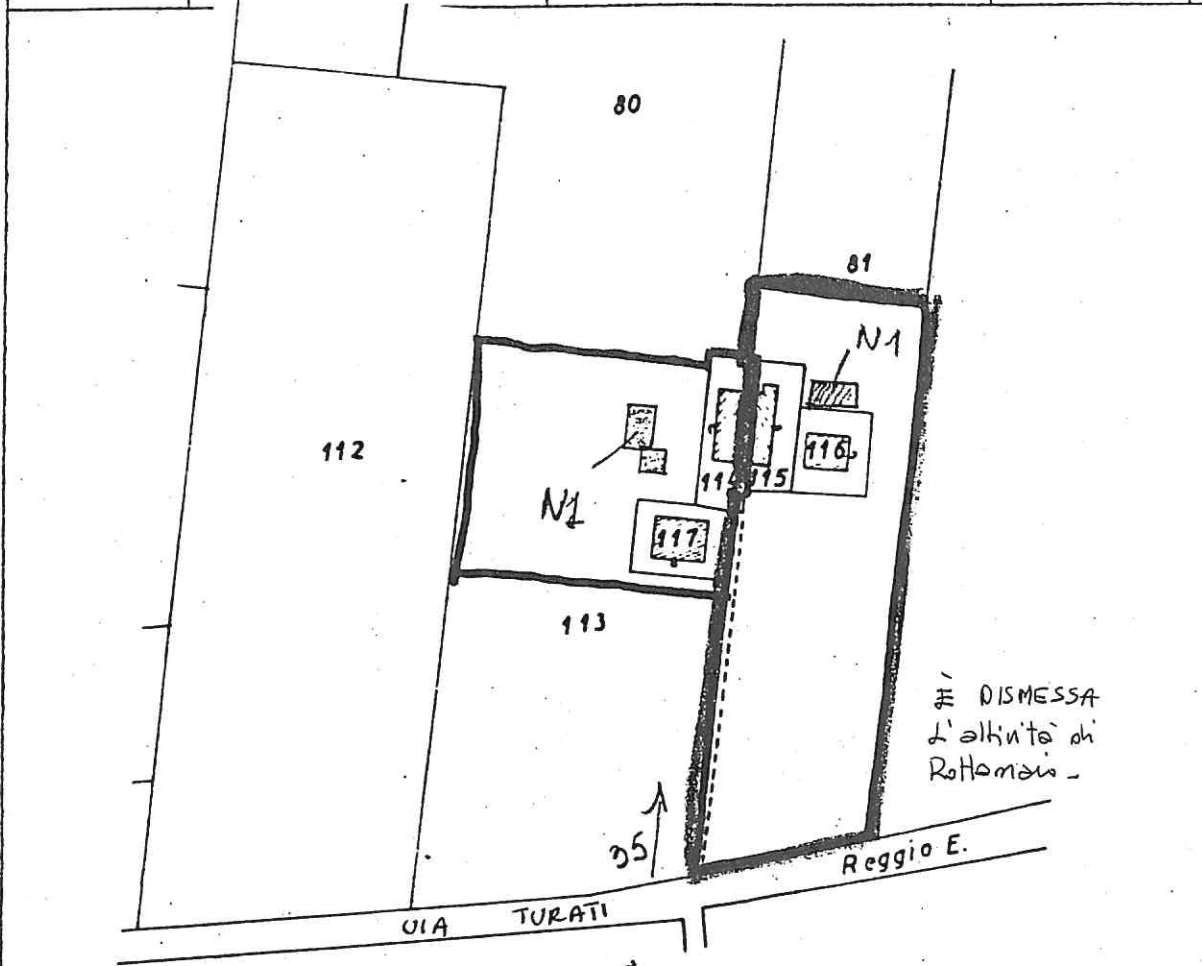 80
81
N1
112
116
114 115
N1
117
113
È DISMESSA
L'attività di
Rottamaio -
35
Reggio E.
VIA TURATI